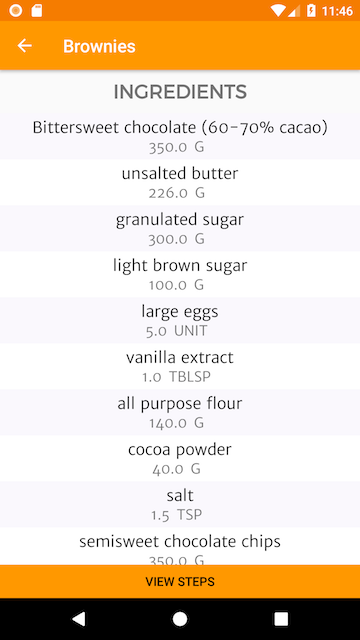 11:46
Brownies
INGREDIENTS
Bittersweet chocolate (60-70% cacao)
350.0 G
unsalted butter
226.0 G
granulated sugar
300.0 G
light brown sugar
100.0 G
large eggs
5.0 UNIT
vanilla extract
1.0 TBLSP
all purpose flour
140.0 G
cocoa powder
40.0 G
salt
1.5 TSP
semisweet chocolate chips
350.0 G
VIEW STEPS